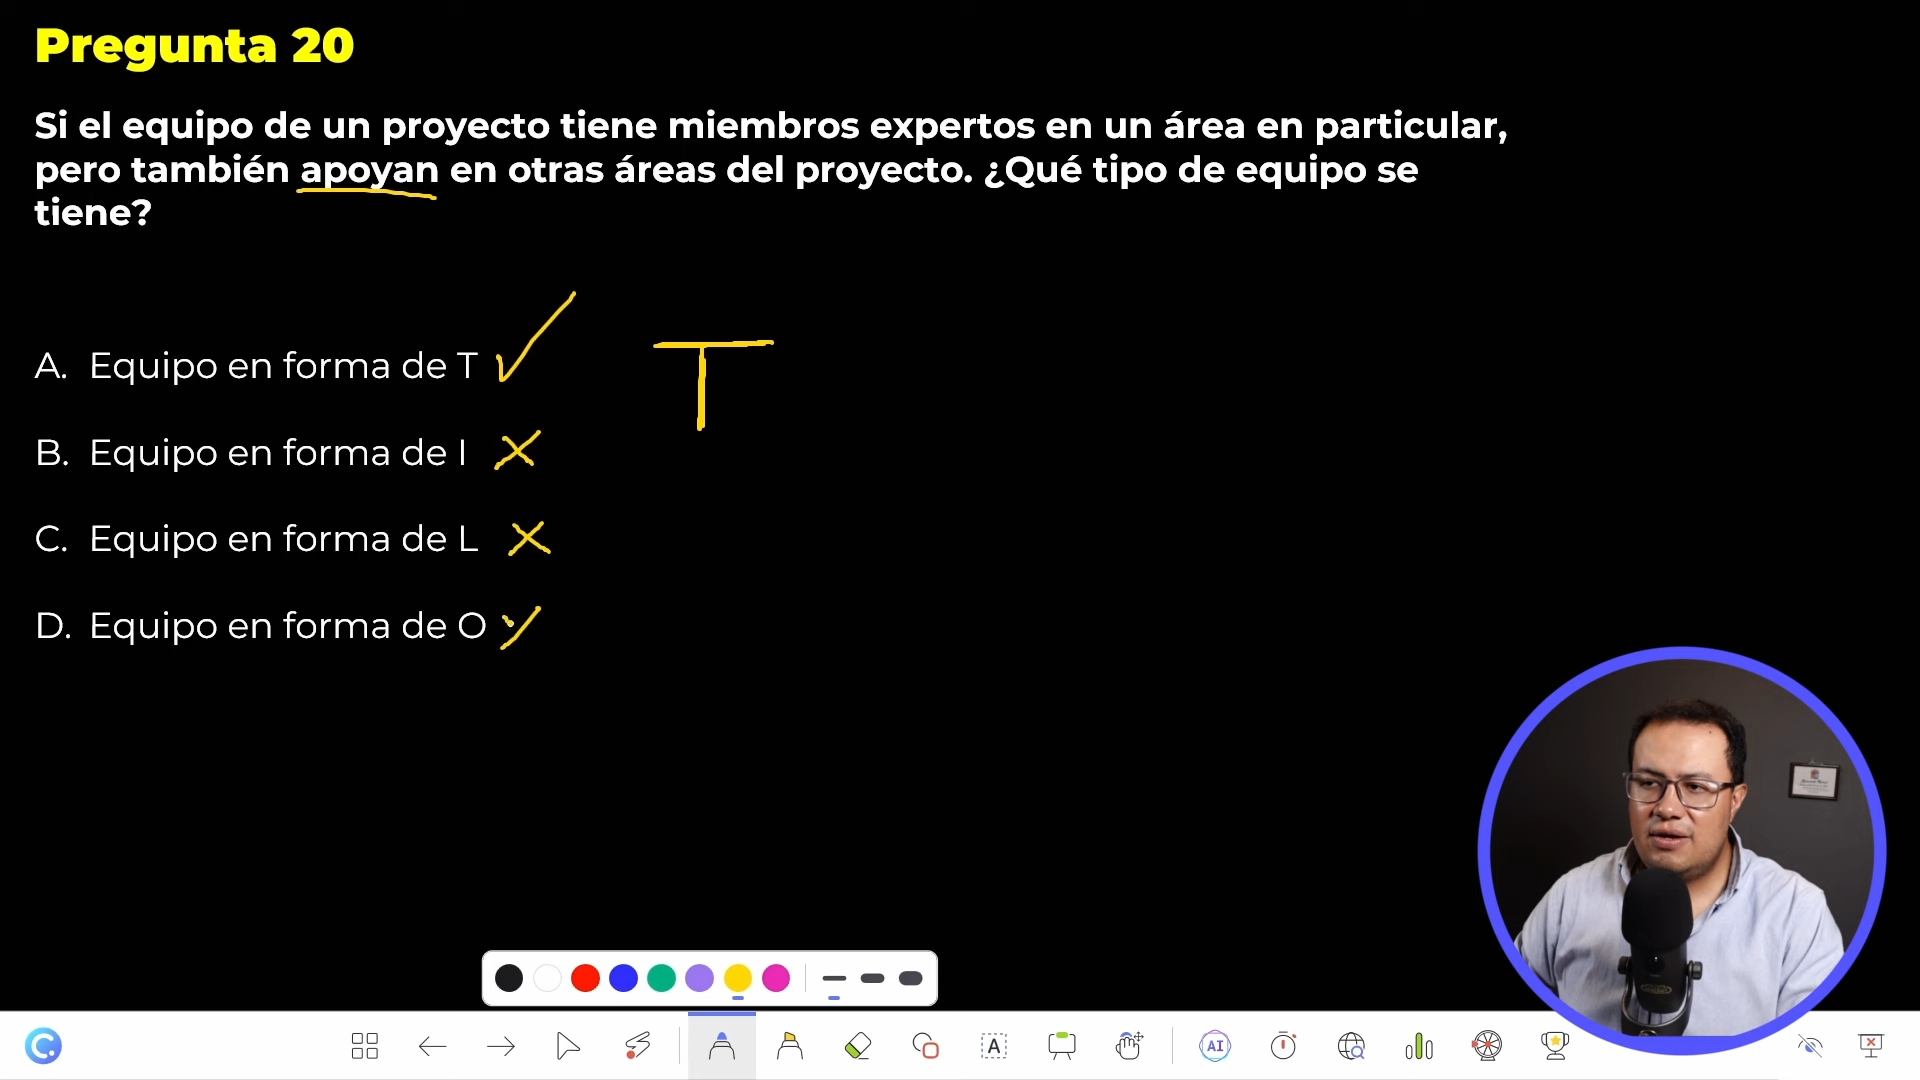 Pregunta 20
Si el equipo de un proyecto tiene miembros expertos en un área en particular,
pero también apoyan en otras áreas del proyecto. ¿Qué tipo de equipo se
tiene?
A. Equipo en forma de T
T
B. Equipo en forma de I
C. Equipo en forma de L
D. Equipo en forma de O
A
AI